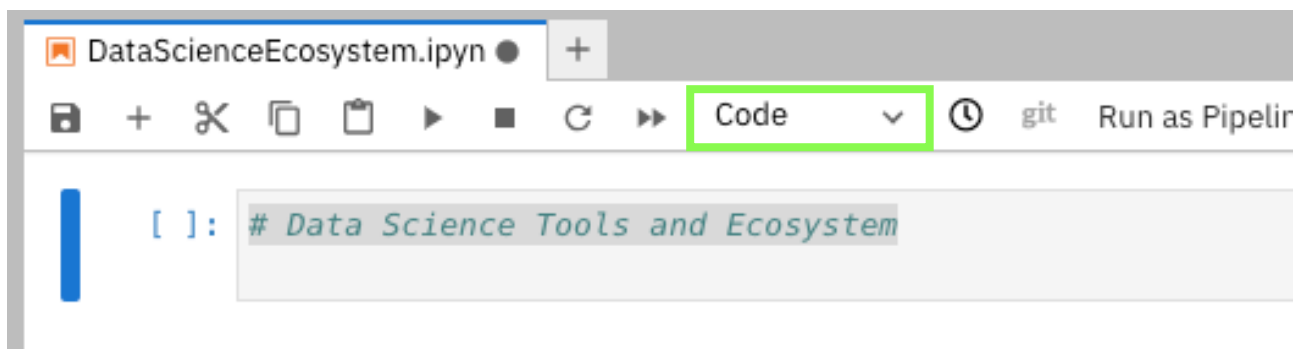 DataScienceEcosystem.ipyn
Code git Run as Pipelin
[ ]: # Data Science Tools and Ecosystem